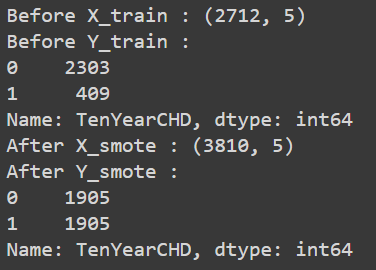 Before X_train : (2712, 5)
Before Y_train :
0    2303
1     409
Name: TenYearCHD, dtype: int64
After X_smote : (3810, 5)
After Y_smote :
0    1905
1    1905
Name: TenYearCHD, dtype: int64